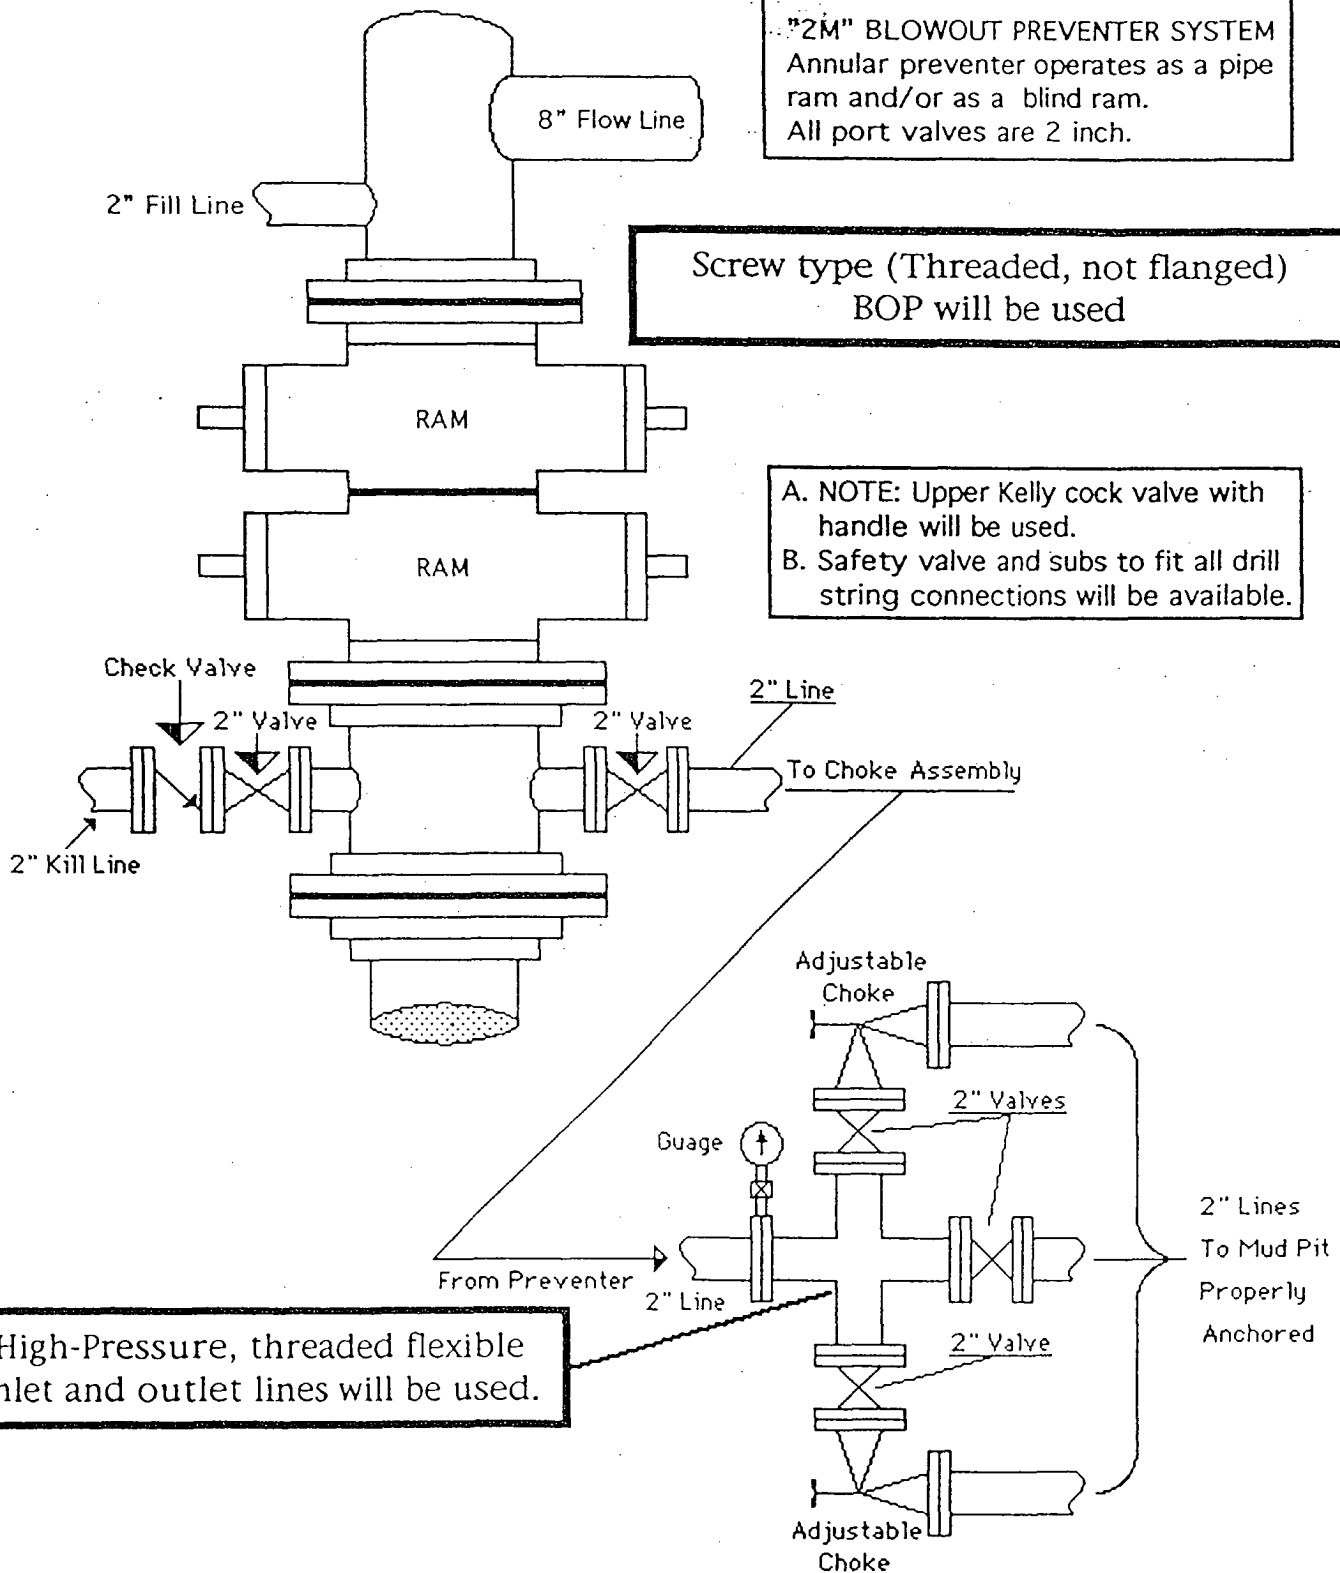 "2M" BLOWOUT PREVENTER SYSTEM
Annular preventer operates as a pipe
ram and/or as a blind ram.
All port valves are 2 inch.
8" Flow Line
2" Fill Line
Screw type (Threaded, not flanged)
BOP will be used
RAM
A. NOTE: Upper Kelly cock valve with
handle will be used.
B. Safety valve and subs to fit all drill
string connections will be available.
RAM
Check Valve
2" Valve
2" Valve
2" Line
To Choke Assembly
2" Kill Line
Adjustable
Choke
2" Valves
Guage
2" Lines
To Mud Pit
Properly
Anchored
From Preventer
2" Line
High-Pressure, threaded flexible
nlet and outlet lines will be used.
2" Valve
Adjustable
Choke